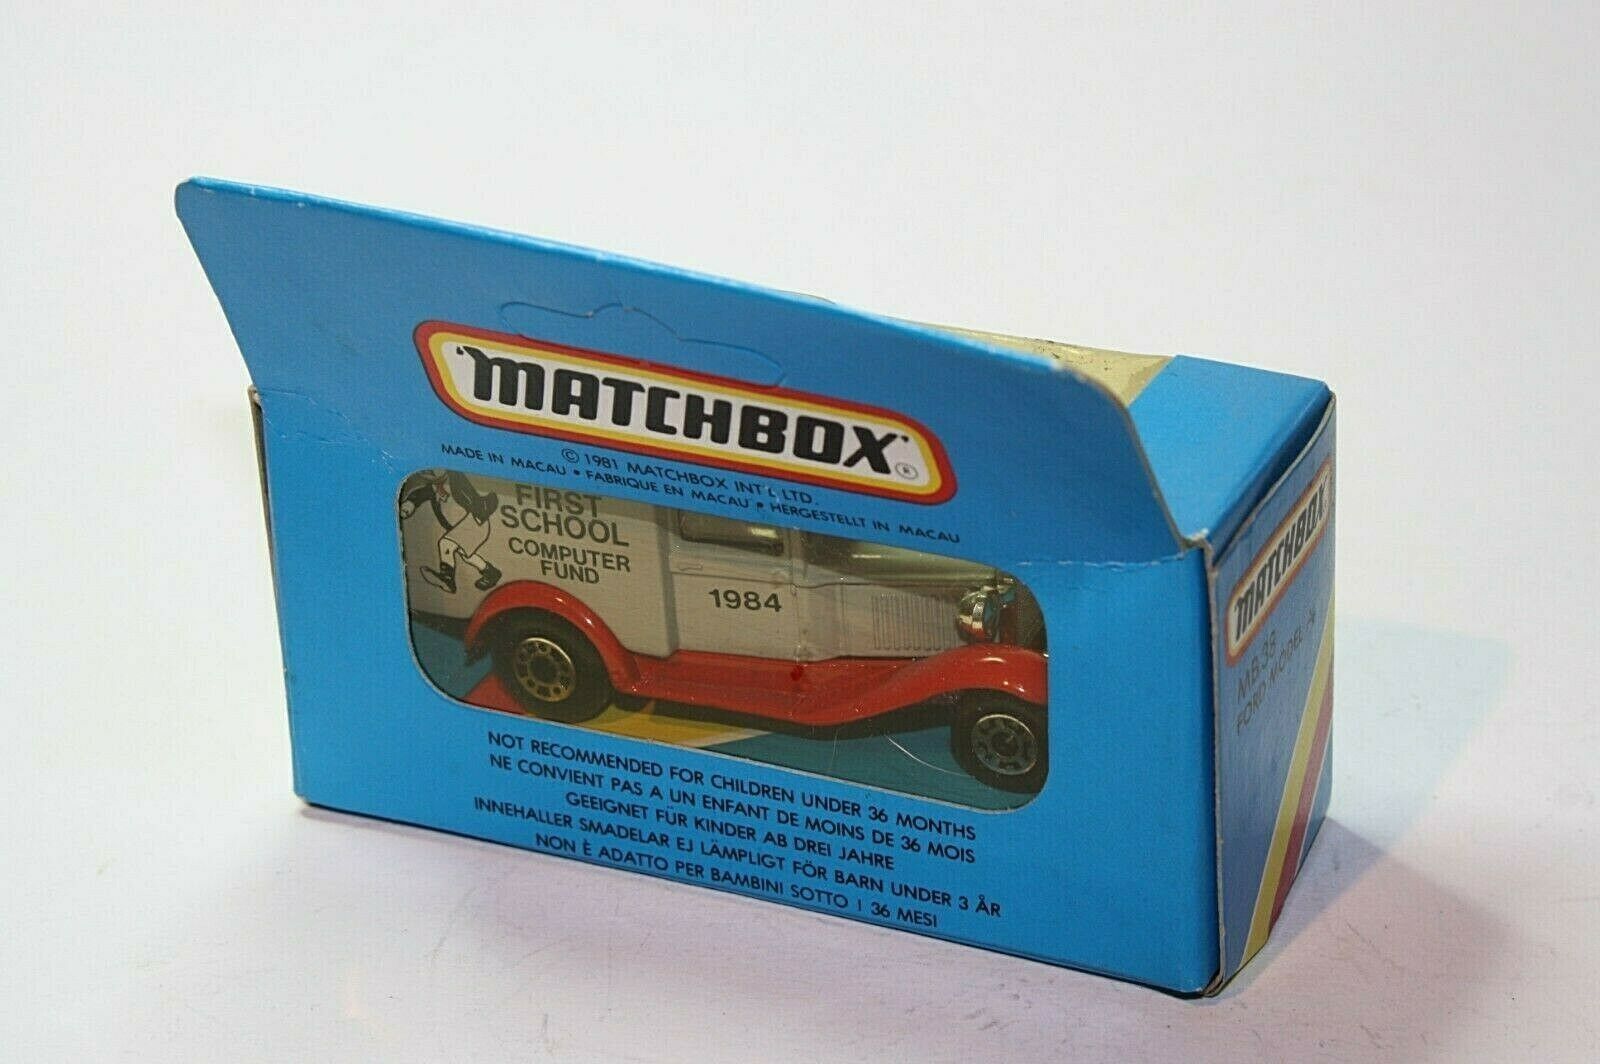 "MATCHBOX"®
© 1981 MATCHBOX INT'L LTD.
MADE IN MACAU • FABRIQUE EN MACAU • HERGESTELLT IN MACAU
FIRST
SCHOOL
COMPUTER
FUND
1984
NOT RECOMMENDED FOR CHILDREN UNDER 36 MONTHS
NE CONVIENT PAS A UN ENFANT DE MOINS DE 36 MOIS
GEEIGNET FÜR KINDER AB DREI JAHRE
INNEHALLER SMADELAR EJ LÄMPLIGT FÖR BARN UNDER 3 ÅR
NON È ADATTO PER BAMBINI SOTTO I 36 MESI
"MATCHBOX"
MB38
FORD MODEL A